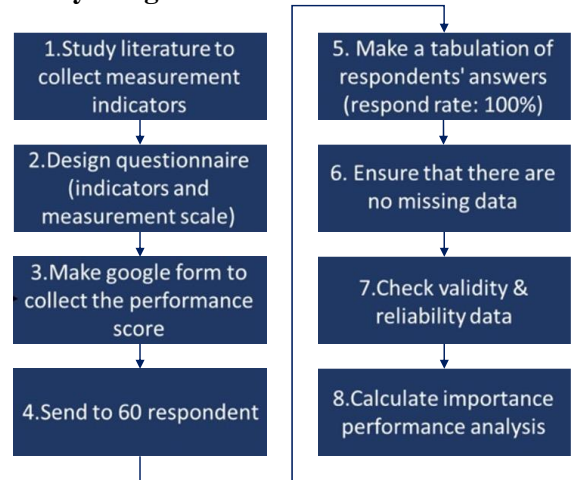 1.Study literature to
collect measurement
indicators
2.Design questionnaire
(indicators and
measurement scale)
3.Make google form to
collect the performance
score
4.Send to 60 respondent
5. Make a tabulation of
respondents' answers
(respond rate: 100%)
6. Ensure that there are
no missing data
7.Check validity &
reliability data
8.Calculate importance
performance analysis